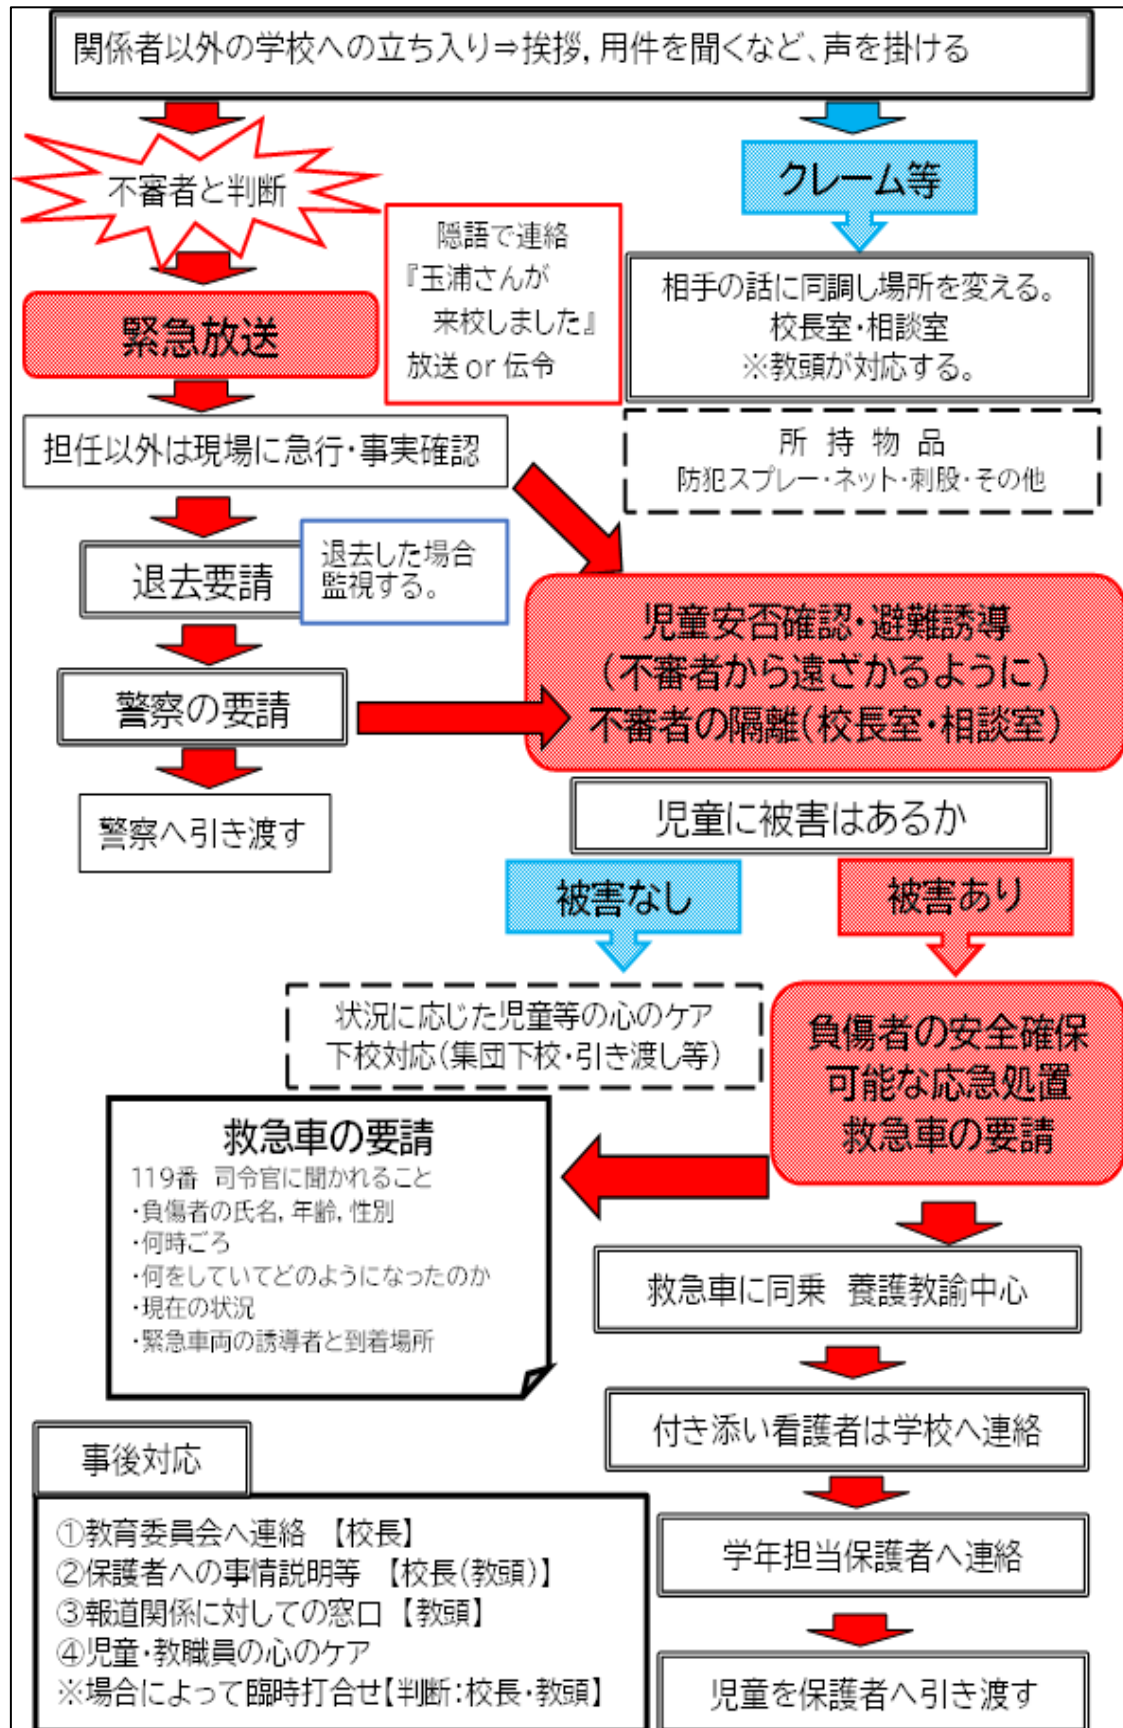 関係者以外の学校への立ち入り⇒挨拶,用件を聞くなど、声を掛ける
不審者と判断
クレーム等
隠語で連絡
『玉浦さんが
来校しました』
放送 or 伝令
相手の話に同調し場所を変える。
校長室・相談室
※教頭が対応する。
緊急放送
担任以外は現場に急行・事実確認
所 持 物 品
防犯スプレー・ネット・刺股・その他
退去要請
退去した場合
監視する。
児童安否確認・避難誘導
(不審者から遠ざかるように)
不審者の隔離(校長室・相談室)
警察の要請
警察へ引き渡す
児童に被害はあるか
被害なし
被害あり
状況に応じた児童等の心のケア
下校対応(集団下校・引き渡し等)
負傷者の安全確保
可能な応急処置
救急車の要請
救急車の要請
119番 司令官に聞かれること
・負傷者の氏名,年齢,性別
・何時ごろ
・何をしていてどのようになったのか
・現在の状況
・緊急車両の誘導者と到着場所
救急車に同乗 養護教諭中心
付き添い看護者は学校へ連絡
学年担当保護者へ連絡
児童を保護者へ引き渡す
事後対応
①教育委員会へ連絡 【校長】
②保護者への事情説明等 【校長(教頭)】
③報道関係に対しての窓口 【教頭】
④児童・教職員の心のケア
※場合によって臨時打合せ【判断:校長・教頭】